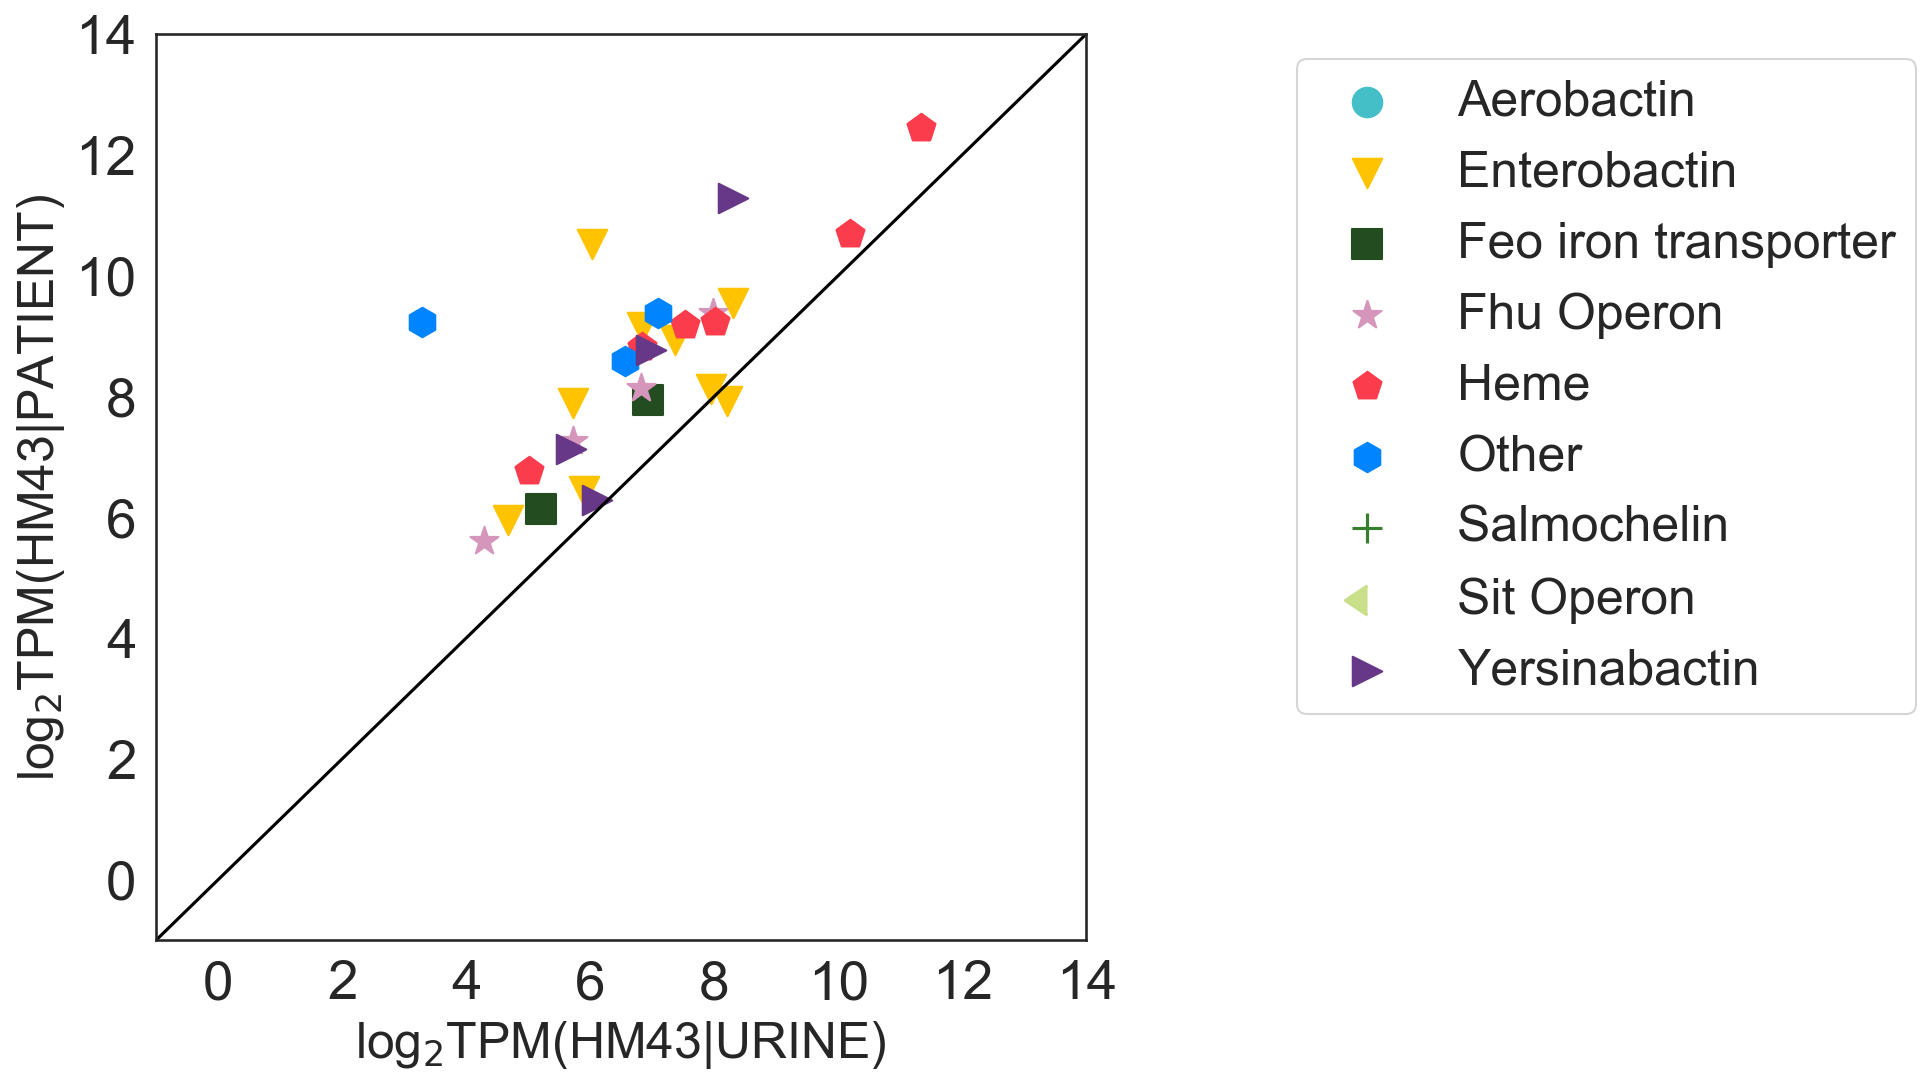 14
12
10
8
6
4
2
0
log₂TPM(HM43|PATIENT)
0 2 4 6 8 10 12 14
log₂TPM(HM43|URINE)
Aerobactin
Enterobactin
Feo iron transporter
Fhu Operon
Heme
Other
Salmochelin
Sit Operon
Yersinabactin